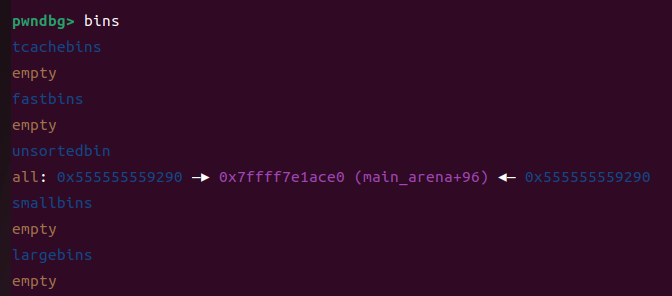 pwndbg> bins
tcachebins
empty
fastbins
empty
unsortedbin
all: 0x555555559290 —▸ 0x7ffff7e1ace0 (main_arena+96) ◂— 0x555555559290
smallbins
empty
largebins
empty